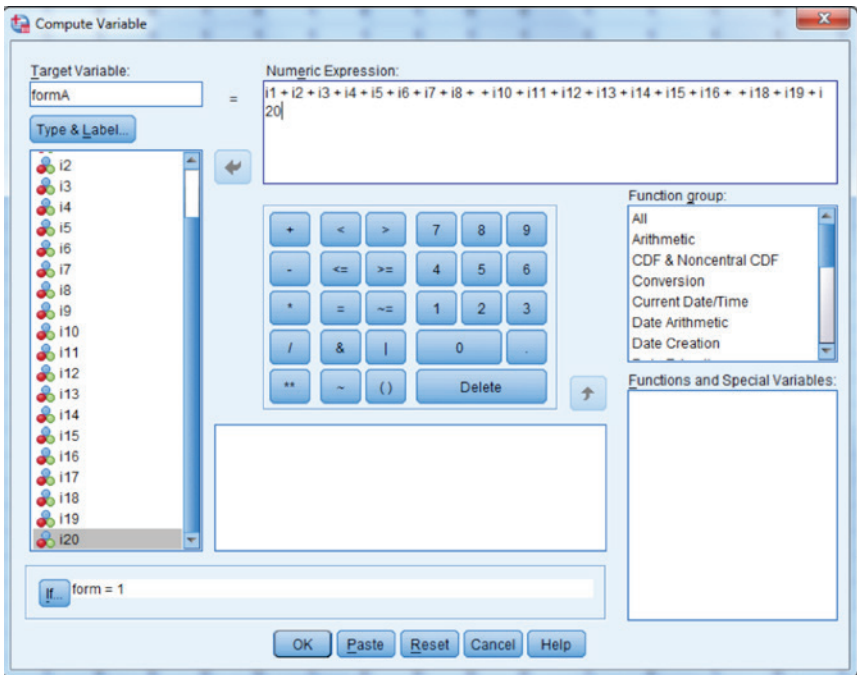 Compute Variable
Target Variable:
formA
=
Numeric Expression:
i1 + i2 + i3 + i4 + i5 + i6 + i7 + i8 + + i10 + i11 + i12 + i13 + i14 + i15 + i16 + + i18 + i19 + i
20
Type & Label...
i2
i3
i4
i5
i6
i7
i8
i9
i10
i11
i12
i13
i14
i15
i16
i17
i18
i19
i20
+ < > 7 8 9
- <= >= 4 5 6
* = ~= 1 2 3
/ & | 0 .
** ~ ( ) Delete
Function group:
All
Arithmetic
CDF & Noncentral CDF
Conversion
Current Date/Time
Date Arithmetic
Date Creation
Functions and Special Variables:
If... form = 1
OK Paste Reset Cancel Help